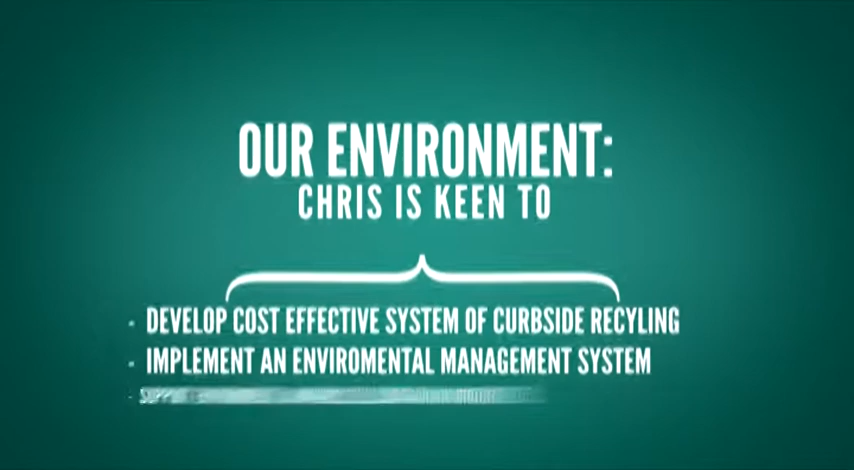 OUR ENVIRONMENT:
CHRIS IS KEEN TO
- DEVELOP COST EFFECTIVE SYSTEM OF CURBSIDE RECYLING
- IMPLEMENT AN ENVIROMENTAL MANAGEMENT SYSTEM